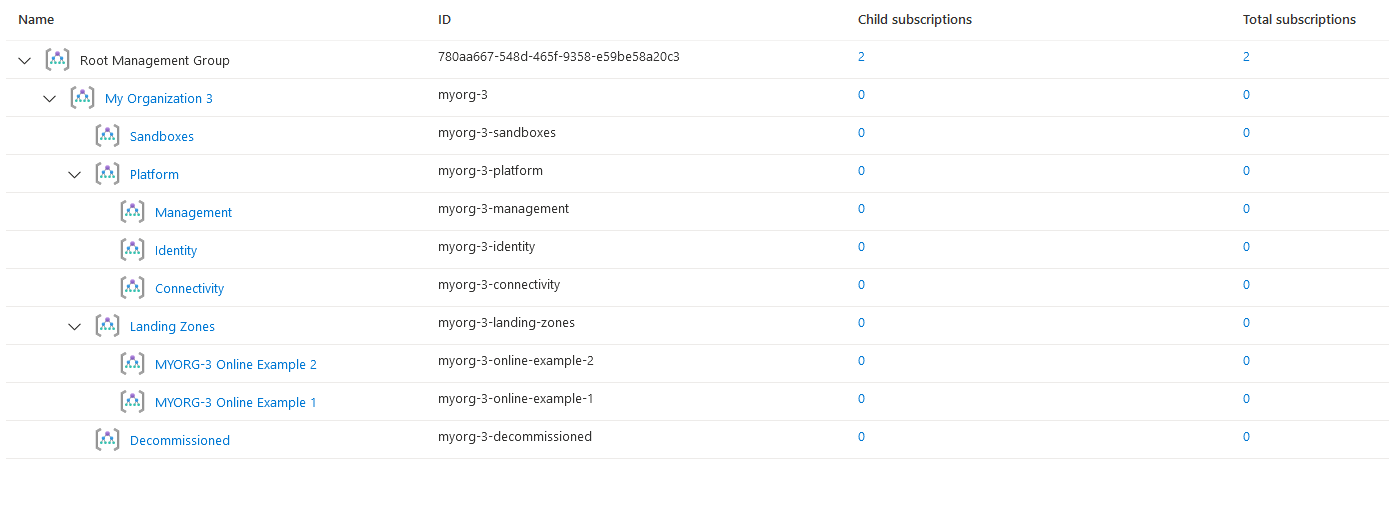 Name ID Child subscriptions Total subscriptions
Root Management Group 780aa667-548d-465f-9358-e59be58a20c3 2 2
My Organization 3 myorg-3 0 0
Sandboxes myorg-3-sandboxes 0 0
Platform myorg-3-platform 0 0
Management myorg-3-management 0 0
Identity myorg-3-identity 0 0
Connectivity myorg-3-connectivity 0 0
Landing Zones myorg-3-landing-zones 0 0
MYORG-3 Online Example 2 myorg-3-online-example-2 0 0
MYORG-3 Online Example 1 myorg-3-online-example-1 0 0
Decommissioned myorg-3-decommissioned 0 0